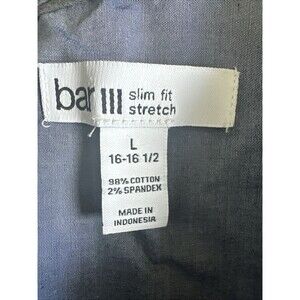 bar III slim fit
stretch
L
16-16 1/2
98% COTTON
2% SPANDEX
MADE IN
INDONESIA